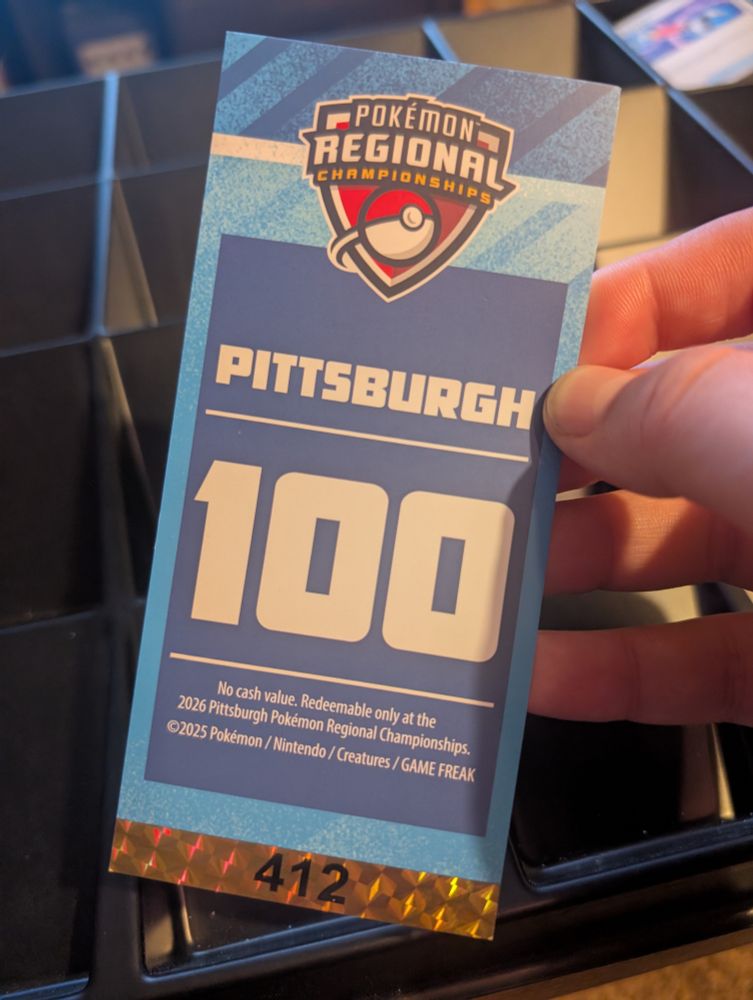 POKÉMON
REGIONAL
CHAMPIONSHIPS
PITTSBURGH
100
No cash value. Redeemable only at the
2026 Pittsburgh Pokémon Regional Championships.
©2025 Pokémon / Nintendo / Creatures / GAME FREAK
412